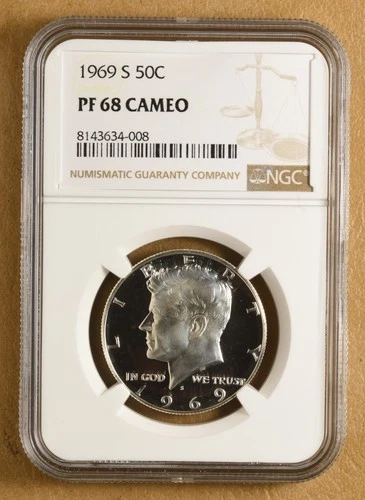 1969 S 50C
PF 68 CAMEO
8143634-008
NUMISMATIC GUARANTY COMPANY
NGC
LIBERTY
IN GOD WE TRUST
S
1969